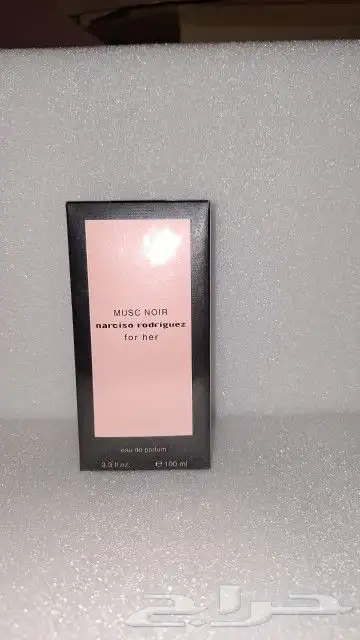 MUSC NOIR
narciso rodriguez
for her
eau de parfum
3.3 fl oz. e 100 ml
حراج